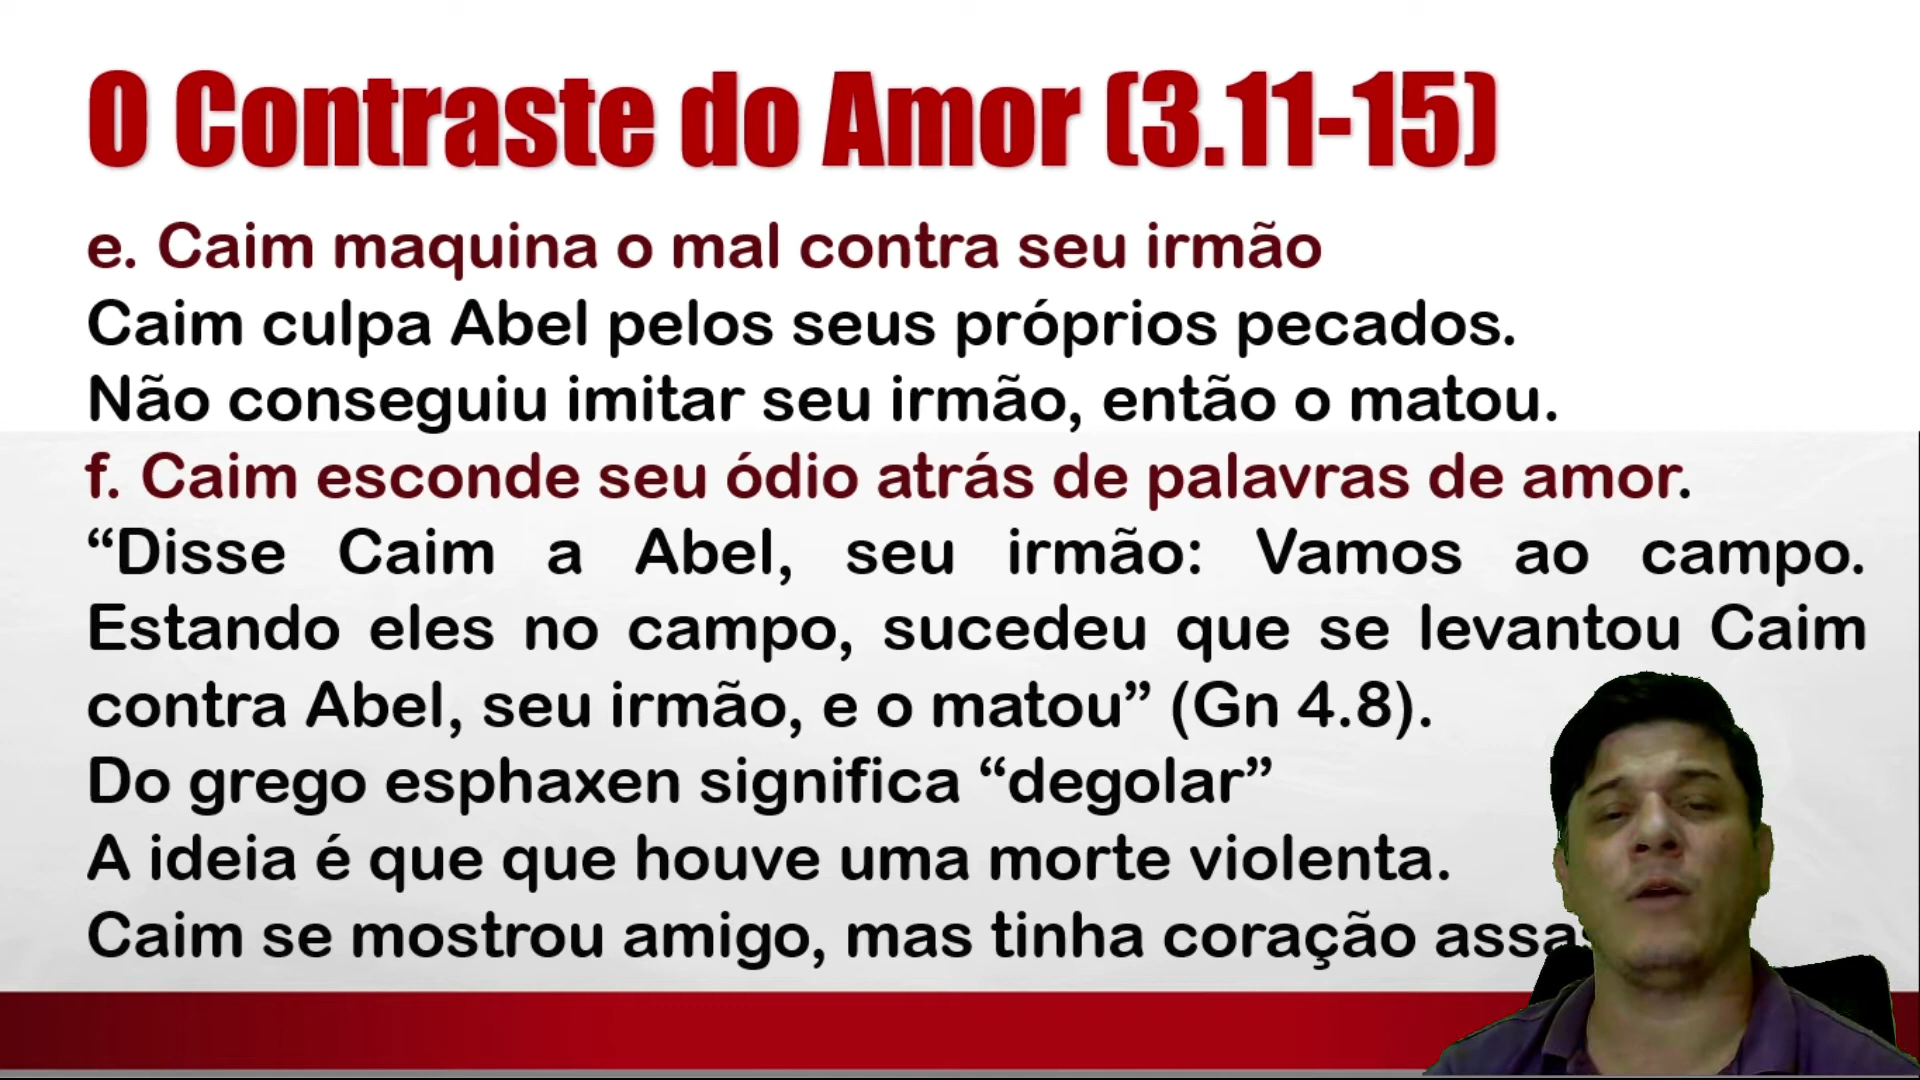 O Contraste do Amor (3.11-15)
e. Caim maquina o mal contra seu irmão
Caim culpa Abel pelos seus próprios pecados.
Não conseguiu imitar seu irmão, então o matou.
f. Caim esconde seu ódio atrás de palavras de amor.
“Disse Caim a Abel, seu irmão: Vamos ao campo.
Estando eles no campo, sucedeu que se levantou Caim
contra Abel, seu irmão, e o matou” (Gn 4.8).
Do grego esphaxen significa “degolar”
A ideia é que que houve uma morte violenta.
Caim se mostrou amigo, mas tinha coração